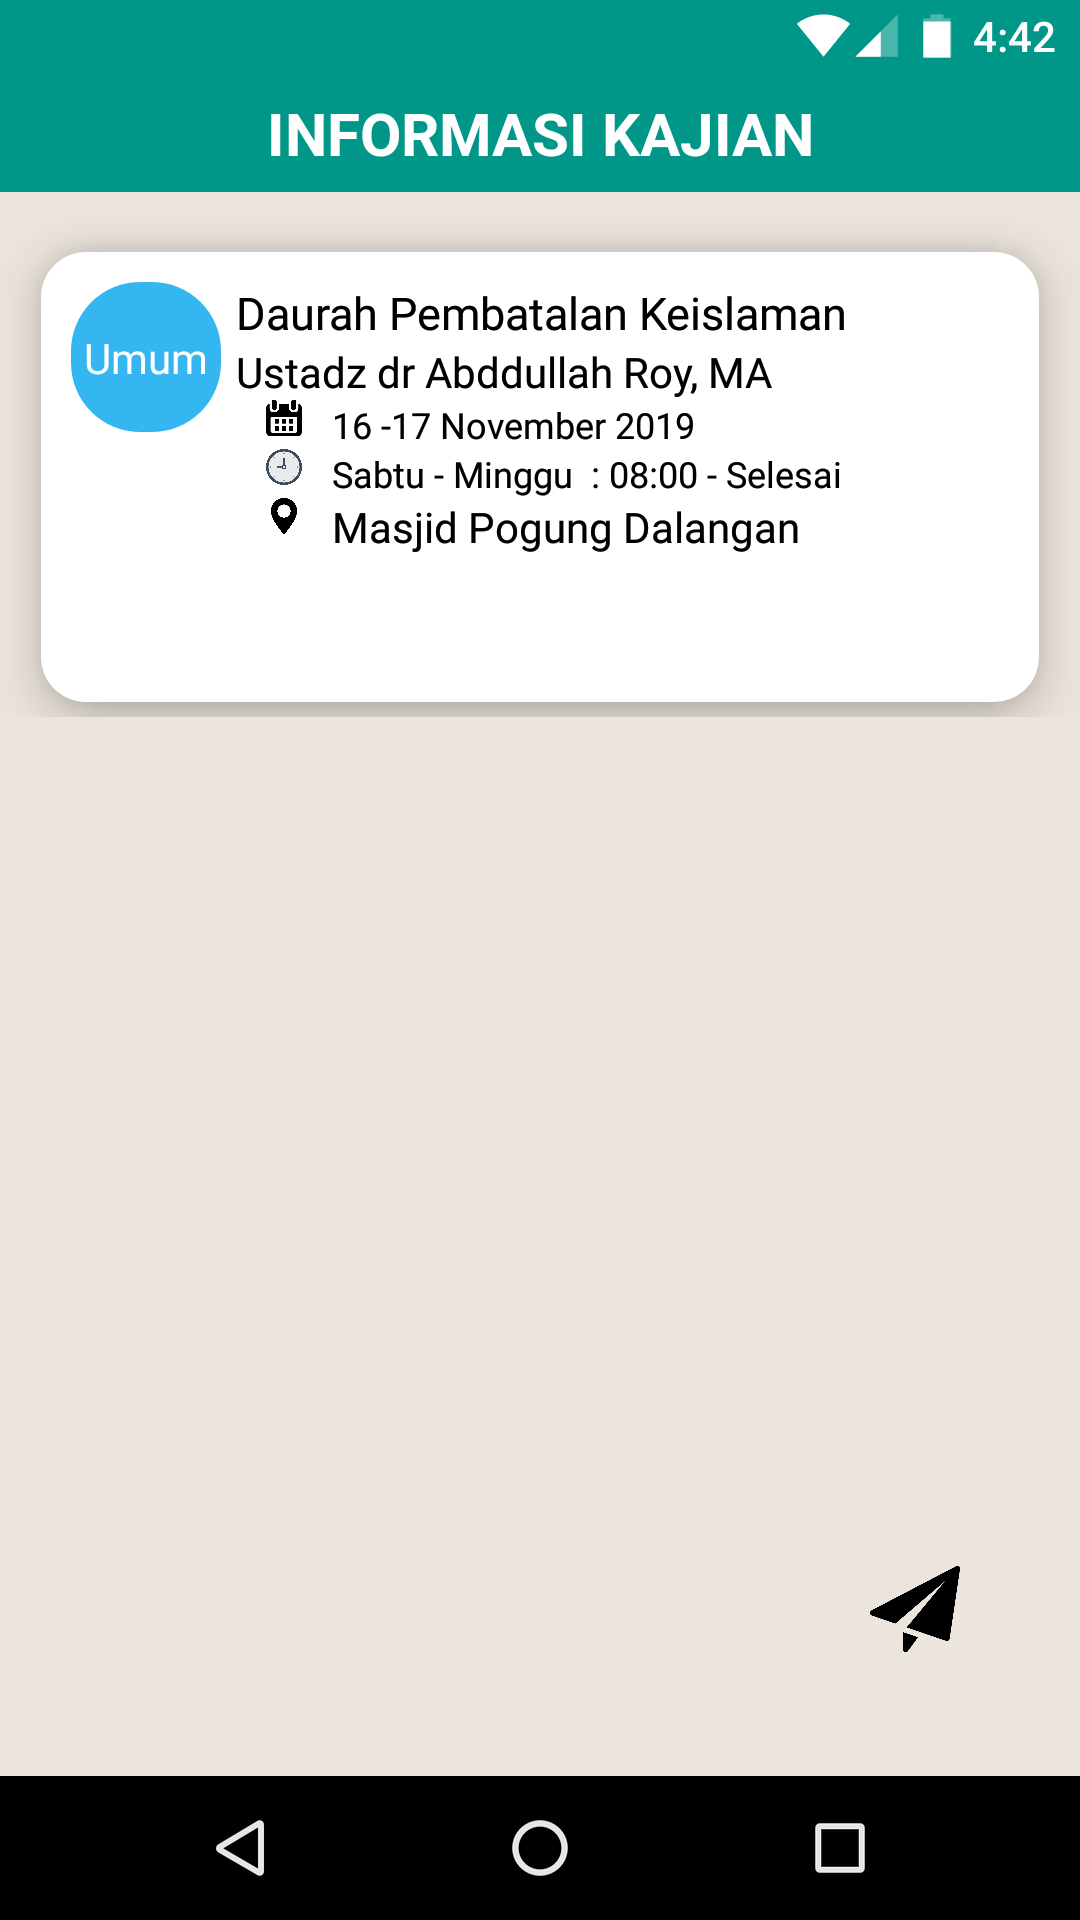 4:42
INFORMASI KAJIAN
Umum
Daurah Pembatalan Keislaman
Ustadz dr Abddullah Roy, MA
16 -17 November 2019
Sabtu - Minggu  : 08:00 - Selesai
Masjid Pogung Dalangan